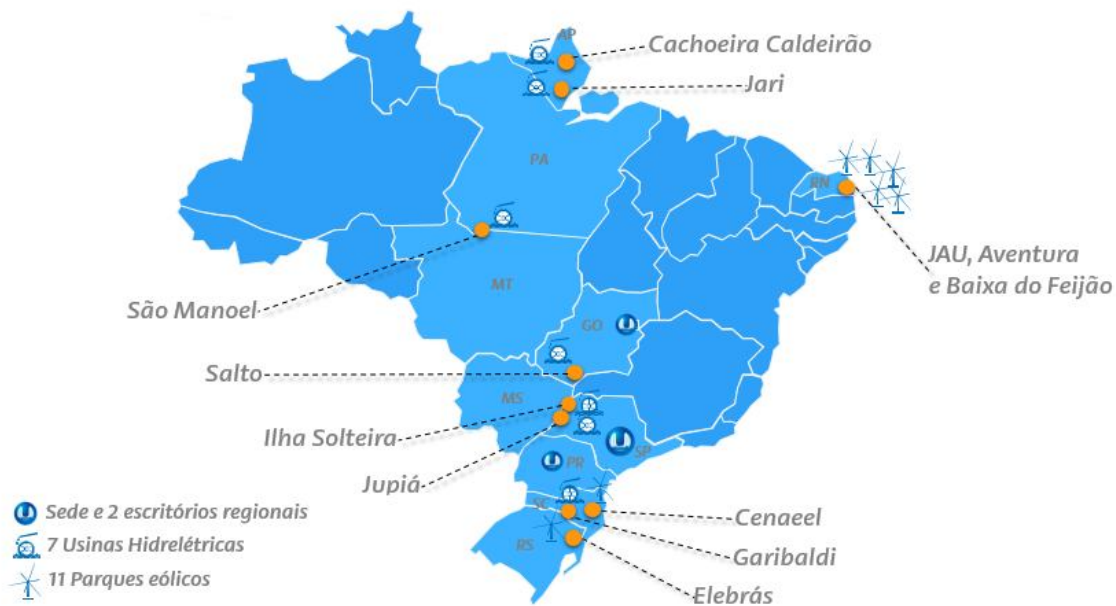 AP
Cachoeira Caldeirão
Jari
PA
RN
JAU, Aventura
e Baixa do Feijão
São Manoel
MT
GO
Salto
MS
Ilha Solteira
SP
Jupiá
PR
SC
Cenaeel
Garibaldi
RS
Elebrás
Sede e 2 escritórios regionais
7 Usinas Hidrelétricas
11 Parques eólicos